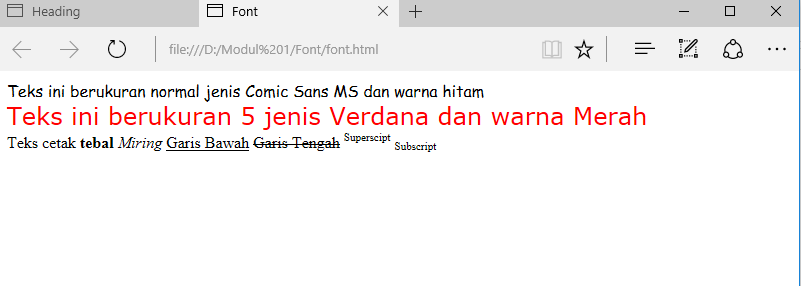 Heading
Font
file:///D:/Modul%201/Font/font.html
Teks ini berukuran normal jenis Comic Sans MS dan warna hitam
Teks ini berukuran 5 jenis Verdana dan warna Merah
Teks cetak tebal Miring Garis Bawah Garis Tengah Superscipt Subscript